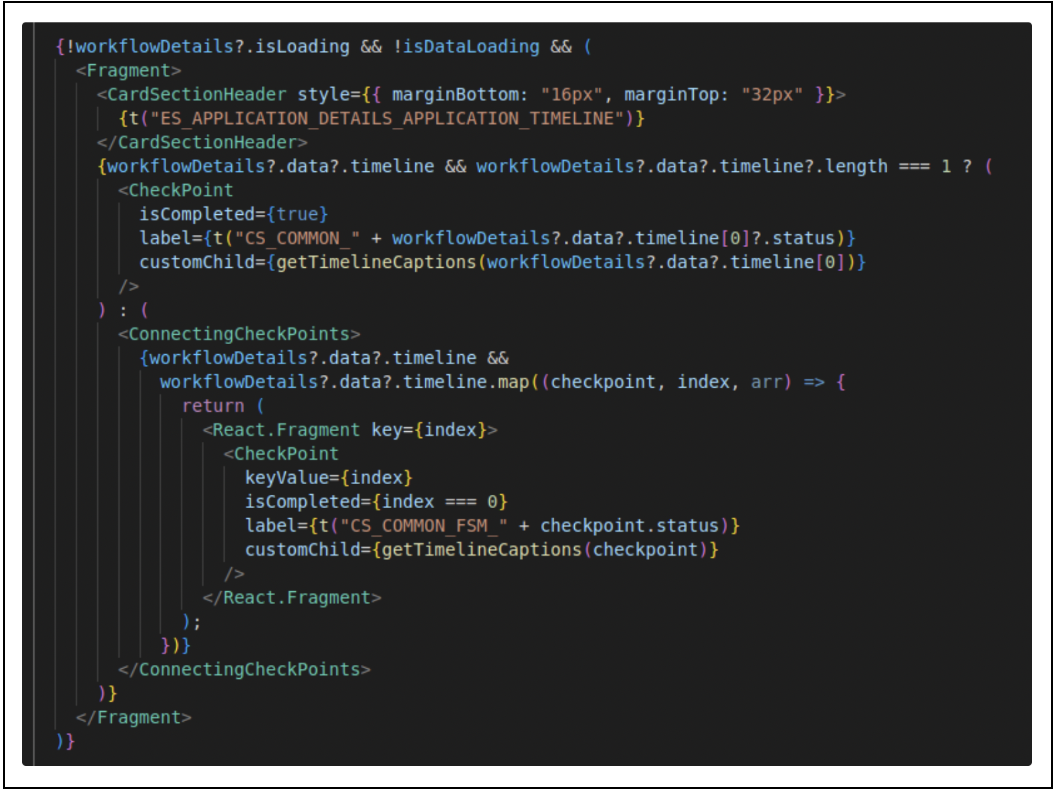 {!workflowDetails?.isLoading && !isDataLoading && (
<Fragment>
<CardSectionHeader style={{ marginBottom: "16px", marginTop: "32px" }}>
{t("ES_APPLICATION_DETAILS_APPLICATION_TIMELINE")}
</CardSectionHeader>
{workflowDetails?.data?.timeline && workflowDetails?.data?.timeline?.length === 1 ? (
<CheckPoint
isCompleted={true}
label={t("CS_COMMON_" + workflowDetails?.data?.timeline[0]?.status)}
customChild={getTimelineCaptions(workflowDetails?.data?.timeline[0])}
/>
) : (
<ConnectingCheckPoints>
{workflowDetails?.data?.timeline &&
workflowDetails?.data?.timeline.map((checkpoint, index, arr) => {
return (
<React.Fragment key={index}>
<CheckPoint
keyValue={index}
isCompleted={index === 0}
label={t("CS_COMMON_FSM_" + checkpoint.status)}
customChild={getTimelineCaptions(checkpoint)}
/>
</React.Fragment>
);
})}
</ConnectingCheckPoints>
)}
</Fragment>
)}